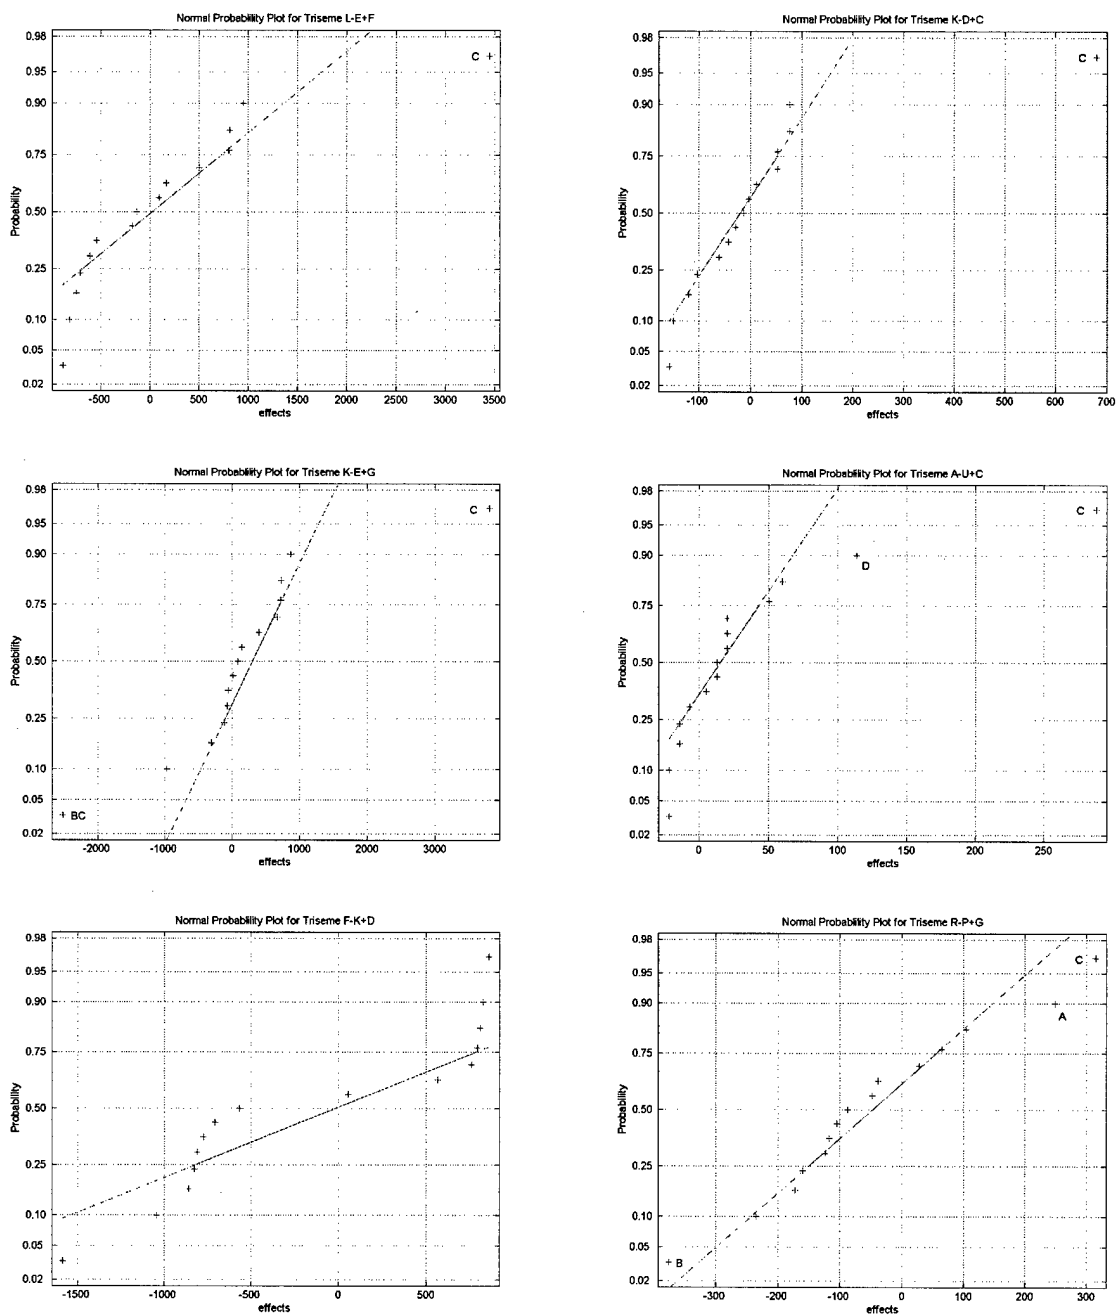 Normal Probability Plot for Triseme L-E+F
0.98
0.95
0.90
0.75
0.50
0.25
0.10
0.05
0.02
Probability
C
-500 0 500 1000 1500 2000 2500 3000 3500
effects
Normal Probability Plot for Triseme K-D+C
0.98
0.95
0.90
0.75
0.50
0.25
0.10
0.05
0.02
Probability
C
-100 0 100 200 300 400 500 600 700
effects
Normal Probability Plot for Triseme K-E+G
0.98
0.95
0.90
0.75
0.50
0.25
0.10
0.05
0.02
Probability
C
BC
-2000 -1000 0 1000 2000 3000
effects
Normal Probability Plot for Triseme A-U+C
0.98
0.95
0.90
0.75
0.50
0.25
0.10
0.05
0.02
Probability
C
D
0 50 100 150 200 250
effects
Normal Probability Plot for Triseme F-K+D
0.98
0.95
0.90
0.75
0.50
0.25
0.10
0.05
0.02
Probability
-1500 -1000 -500 0 500
effects
Normal Probability Plot for Triseme R-P+G
0.98
0.95
0.90
0.75
0.50
0.25
0.10
0.05
0.02
Probability
C
A
B
-300 -200 -100 0 100 200 300
effects